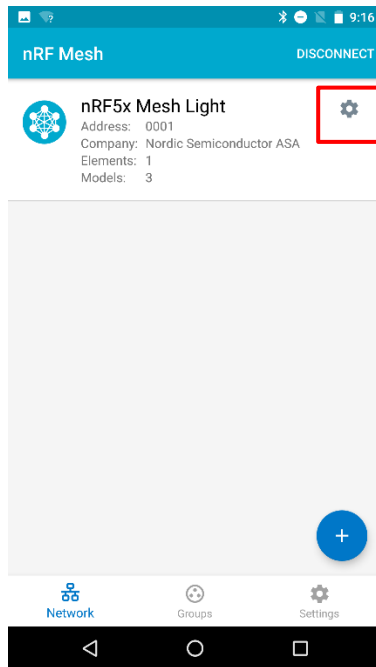 9:16
nRF Mesh
DISCONNECT
nRF5x Mesh Light
Address: 0001
Company: Nordic Semiconductor ASA
Elements: 1
Models: 3
+
Network
Groups
Settings